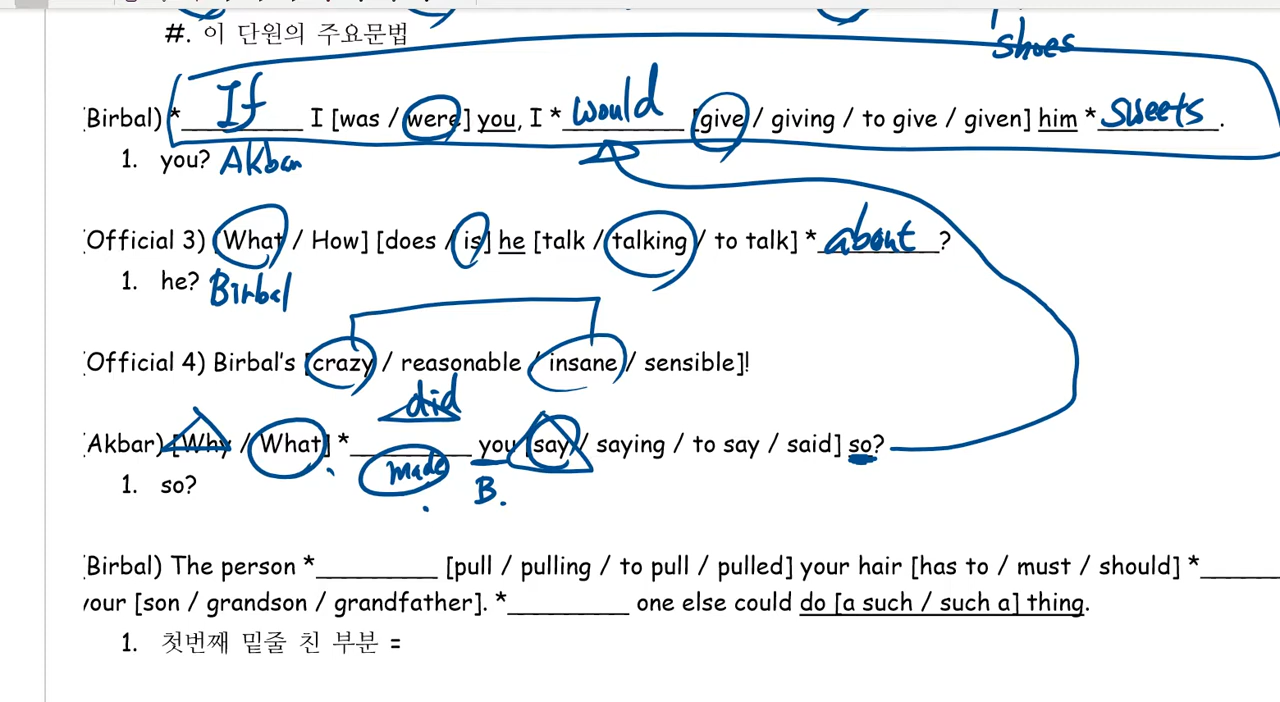 #. 이 단원의 주요문법
shoes
Birbal) * If I [was / were] you, I * would [give / giving / to give / given] him * sweets.
1. you? Akbar
Official 3) [What / How] [does / is] he [talk / talking / to talk] * about?
1. he? Birbal
Official 4) Birbal's [crazy / reasonable / insane / sensible]!
did
Akbar) [Why / What] *________ you [say / saying / to say / said] so?
made
B.
1. so?
Birbal) The person *________ [pull / pulling / to pull / pulled] your hair [has to / must / should] *______
your [son / grandson / grandfather]. *________ one else could do [a such / such a] thing.
1. 첫번째 밑줄 친 부분 =